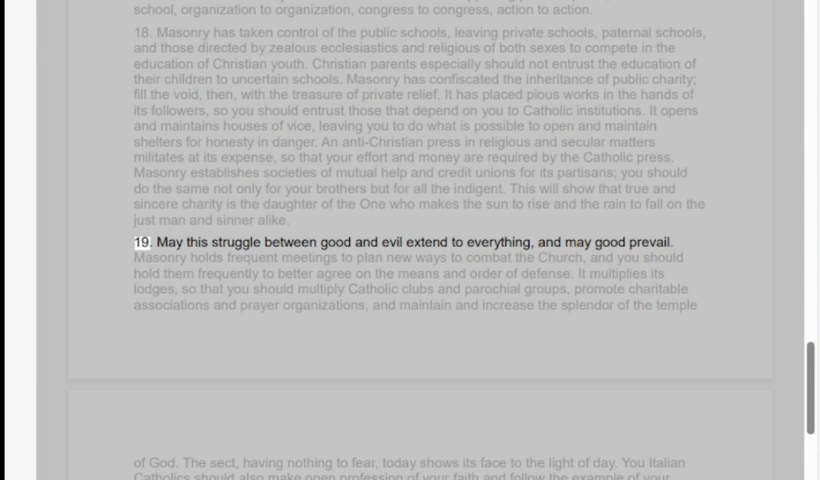 school, organization to organization, congress to congress, action to action.
18. Masonry has taken control of the public schools, leaving private schools, paternal schools,
and those directed by zealous ecclesiastics and religious of both sexes to compete in the
education of Christian youth. Christian parents especially should not entrust the education of
their children to uncertain schools. Masonry has confiscated the inheritance of public charity;
fill the void, then, with the treasure of private relief. It has placed pious works in the hands of
its followers, so you should entrust those that depend on you to Catholic institutions. It opens
and maintains houses of vice, leaving you to do what is possible to open and maintain
shelters for honesty in danger. An anti-Christian press in religious and secular matters
militates at its expense, so that your effort and money are required by the Catholic press.
Masonry establishes societies of mutual help and credit unions for its partisans; you should
do the same not only for your brothers but for all the indigent. This will show that true and
sincere charity is the daughter of the One who makes the sun to rise and the rain to fall on the
just man and sinner alike.
19. May this struggle between good and evil extend to everything, and may good prevail.
Masonry holds frequent meetings to plan new ways to combat the Church, and you should
hold them frequently to better agree on the means and order of defense. It multiplies its
lodges, so that you should multiply Catholic clubs and parochial groups, promote charitable
associations and prayer organizations, and maintain and increase the splendor of the temple
of God. The sect, having nothing to fear, today shows its face to the light of day. You Italian
Catholics should also make open profession of your faith and follow the example of your